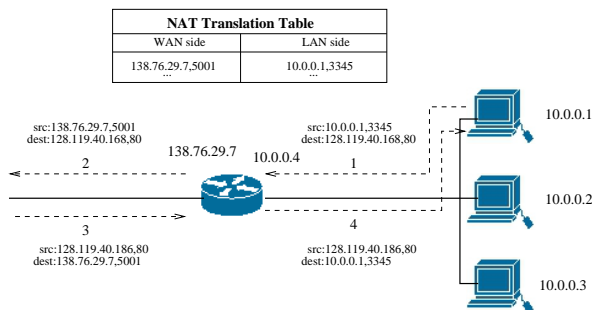 NAT Translation Table
WAN side LAN side
138.76.29.7,5001 10.0.0.1,3345
... ...
src:138.76.29.7,5001
dest:128.119.40.168,80
2
138.76.29.7
10.0.0.4
src:10.0.0.1,3345
dest:128.119.40.168,80
1
10.0.0.1
10.0.0.2
3
src:128.119.40.186,80
dest:138.76.29.7,5001
4
src:128.119.40.186,80
dest:10.0.0.1,3345
10.0.0.3